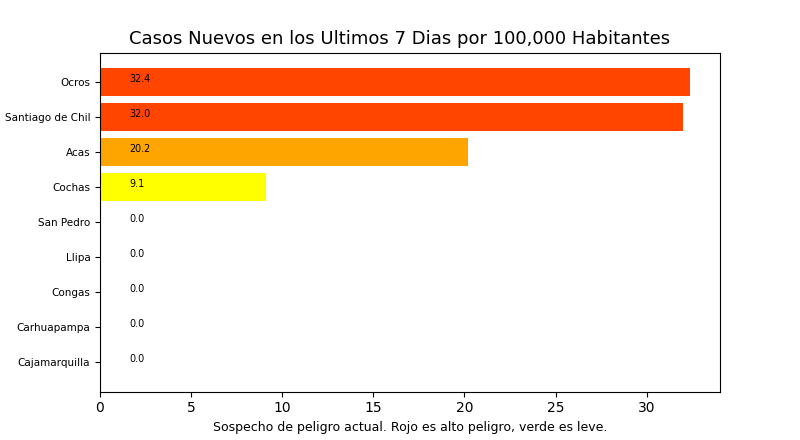 Casos Nuevos en los Ultimos 7 Dias por 100,000 Habitantes
Ocros 32.4
Santiago de Chil 32.0
Acas 20.2
Cochas 9.1
San Pedro 0.0
Llipa 0.0
Congas 0.0
Carhuapampa 0.0
Cajamarquilla 0.0
0 5 10 15 20 25 30
Sospecho de peligro actual. Rojo es alto peligro, verde es leve.